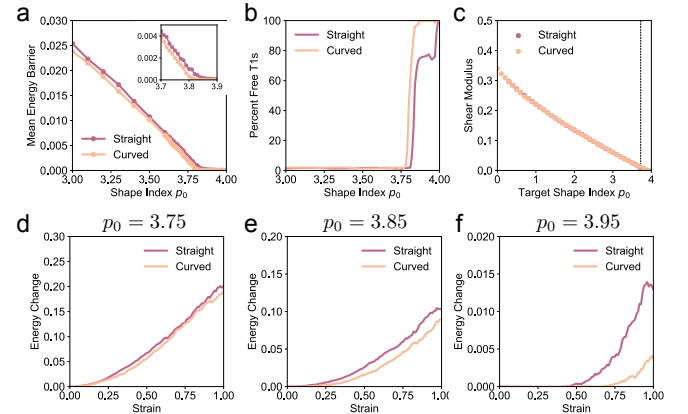 a
Mean Energy Barrier
0.030
0.025
0.020
0.015
0.010
0.005
0.000
3.00 3.25 3.50 3.75 4.00
Shape Index p₀
Straight
Curved
0.004
0.002
0.000
3.7 3.8 3.9
b
Percent Free T1s
100
80
60
40
20
0
3.00 3.25 3.50 3.75 4.00
Shape Index p₀
Straight
Curved
c
Shear Modulus
0.5
0.4
0.3
0.2
0.1
0.0
0 1 2 3 4
Target Shape Index p₀
Straight
Curved
d
p₀ = 3.75
Energy Change
0.30
0.25
0.20
0.15
0.10
0.05
0.00
0.00 0.25 0.50 0.75 1.00
Strain
Straight
Curved
e
p₀ = 3.85
Energy Change
0.20
0.15
0.10
0.05
0.00
0.00 0.25 0.50 0.75 1.00
Strain
Straight
Curved
f
p₀ = 3.95
Energy Change
0.020
0.015
0.010
0.005
0.000
0.00 0.25 0.50 0.75 1.00
Strain
Straight
Curved